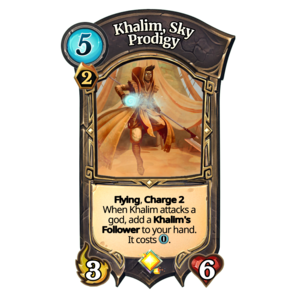 Khalim, Sky
Prodigy
5
2
Flying, Charge 2
When Khalim attacks a
god, add a Khalim's
Follower to your hand.
It costs 0.
3
6